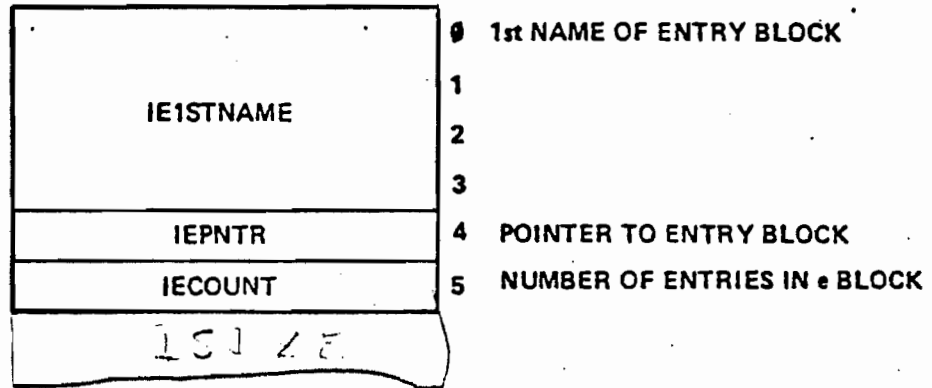 0 1st NAME OF ENTRY BLOCK
1
IE1STNAME
2
3
IEPNTR 4 POINTER TO ENTRY BLOCK
IECOUNT 5 NUMBER OF ENTRIES IN e BLOCK